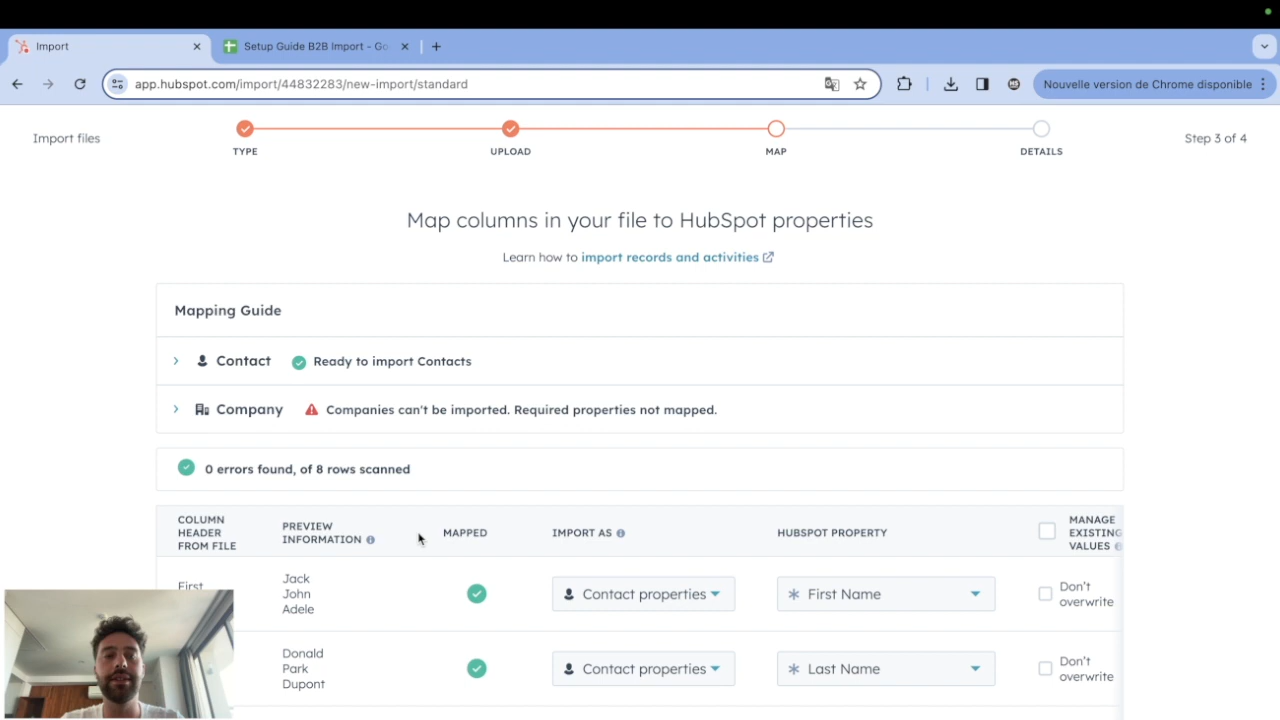 Import
Setup Guide B2B Import - Go
app.hubspot.com/import/44832283/new-import/standard
Nouvelle version de Chrome disponible
Import files
TYPE
UPLOAD
MAP
DETAILS
Step 3 of 4
Map columns in your file to HubSpot properties
Learn how to import records and activities
Mapping Guide
Contact
Ready to import Contacts
Company
Companies can't be imported. Required properties not mapped.
0 errors found, of 8 rows scanned
COLUMN
HEADER
FROM FILE
PREVIEW
INFORMATION
MAPPED
IMPORT AS
HUBSPOT PROPERTY
MANAGE
EXISTING
VALUES
First
Jack
John
Adele
Contact properties
First Name
Don't
overwrite
Donald
Park
Dupont
Contact properties
Last Name
Don't
overwrite